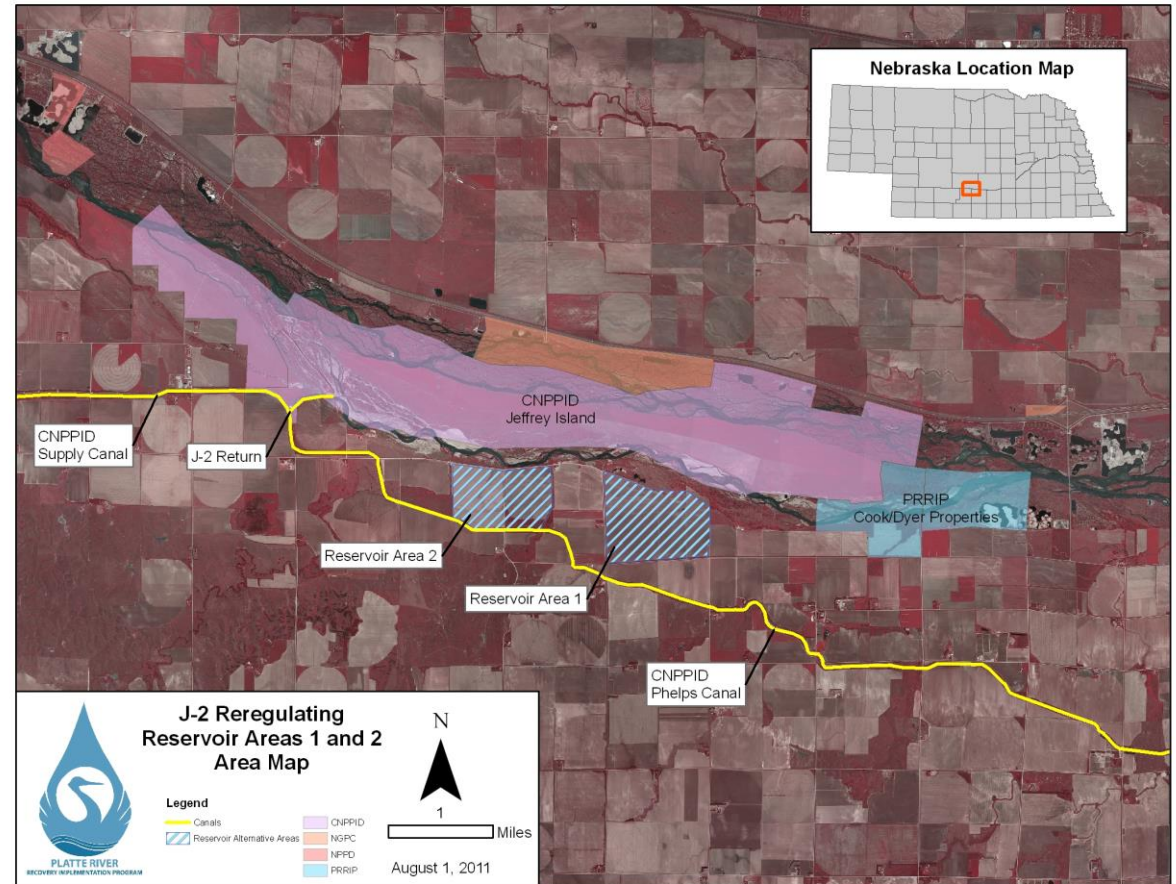 Nebraska Location Map
CNPPID
Jeffrey Island
CNPPID
Supply Canal
J-2 Return
PRRIP
Cook/Dyer Properties
Reservoir Area 2
Reservoir Area 1
CNPPID
Phelps Canal
J-2 Reregulating
Reservoir Areas 1 and 2
Area Map
N
Legend
Canals
Reservoir Alternative Areas
CNPPID
NGPC
NPPD
PRRIP
1
Miles
August 1, 2011
PLATTE RIVER
RECOVERY IMPLEMENTATION PROGRAM